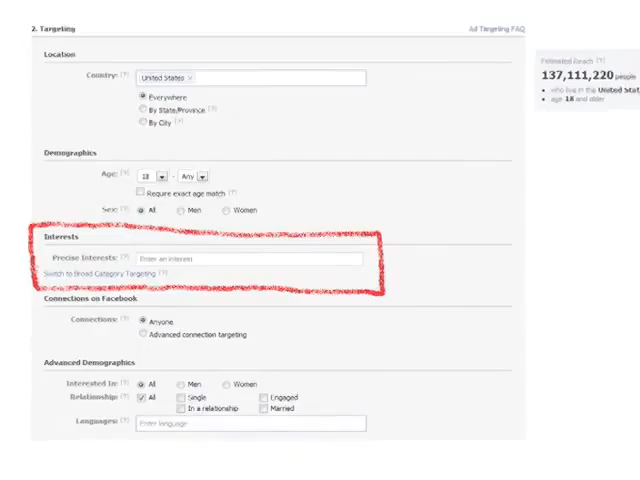 2. Targeting
Ad Targeting FAQ
Location
Country: [?] United States ×
Everywhere
By State/Province [?]
By City [?]
Estimated Reach [?]
137,111,220 people
who live in the United Stat
age 18 and older
Demographics
Age: [?] 18 - Any
Require exact age match [?]
Sex: [?] All Men Women
Interests
Precise Interests: [?] Enter an interest
Switch to Broad Category Targeting [?]
Connections on Facebook
Connections: [?] Anyone
Advanced connection targeting
Advanced Demographics
Interested In: [?] All Men Women
Relationship: [?] All Single Engaged
In a relationship Married
Languages: [?] Enter language